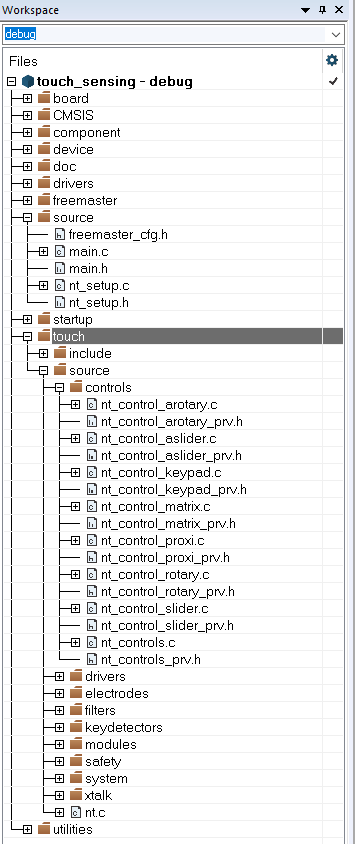 Workspace
debug
Files
touch_sensing - debug
board
CMSIS
component
device
doc
drivers
freemaster
source
freemaster_cfg.h
main.c
main.h
nt_setup.c
nt_setup.h
startup
touch
include
source
controls
nt_control_arotary.c
nt_control_arotary_prv.h
nt_control_aslider.c
nt_control_aslider_prv.h
nt_control_keypad.c
nt_control_keypad_prv.h
nt_control_matrix.c
nt_control_matrix_prv.h
nt_control_proxi.c
nt_control_proxi_prv.h
nt_control_rotary.c
nt_control_rotary_prv.h
nt_control_slider.c
nt_control_slider_prv.h
nt_controls.c
nt_controls_prv.h
drivers
electrodes
filters
keydetectors
modules
safety
system
xtalk
nt.c
utilities